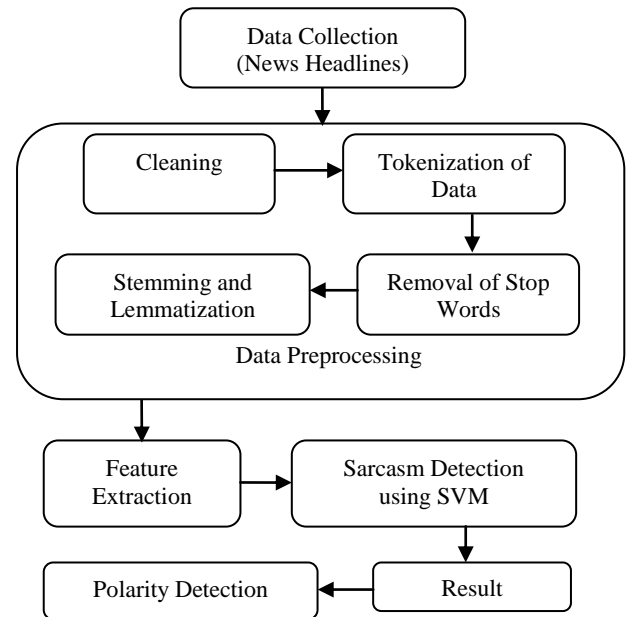 Data Collection
(News Headlines)
Cleaning
Tokenization of
Data
Stemming and
Lemmatization
Removal of Stop
Words
Data Preprocessing
Feature
Extraction
Sarcasm Detection
using SVM
Polarity Detection
Result